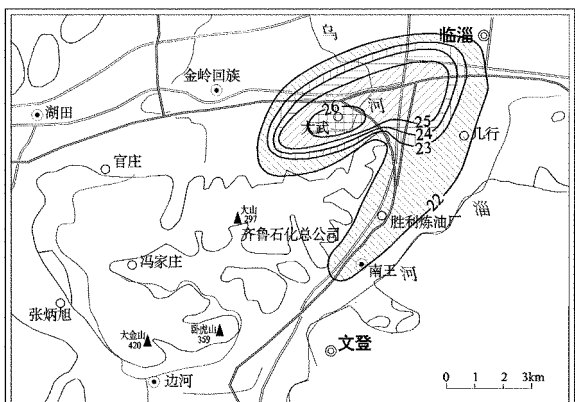 乌
临淄
金岭回族
湖田
26
河
大武
25
24
23
几行
官庄
22
淄
大山
297
胜利炼油厂
齐鲁石化总公司
冯家庄
南王
河
张炳旭
大金山
420
卧虎山
359
文登
边河
0 1 2 3km